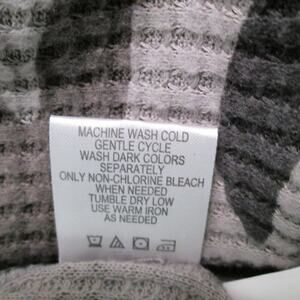 MACHINE WASH COLD
GENTLE CYCLE
WASH DARK COLORS
SEPARATELY
ONLY NON-CHLORINE BLEACH
WHEN NEEDED
TUMBLE DRY LOW
USE WARM IRON
AS NEEDED